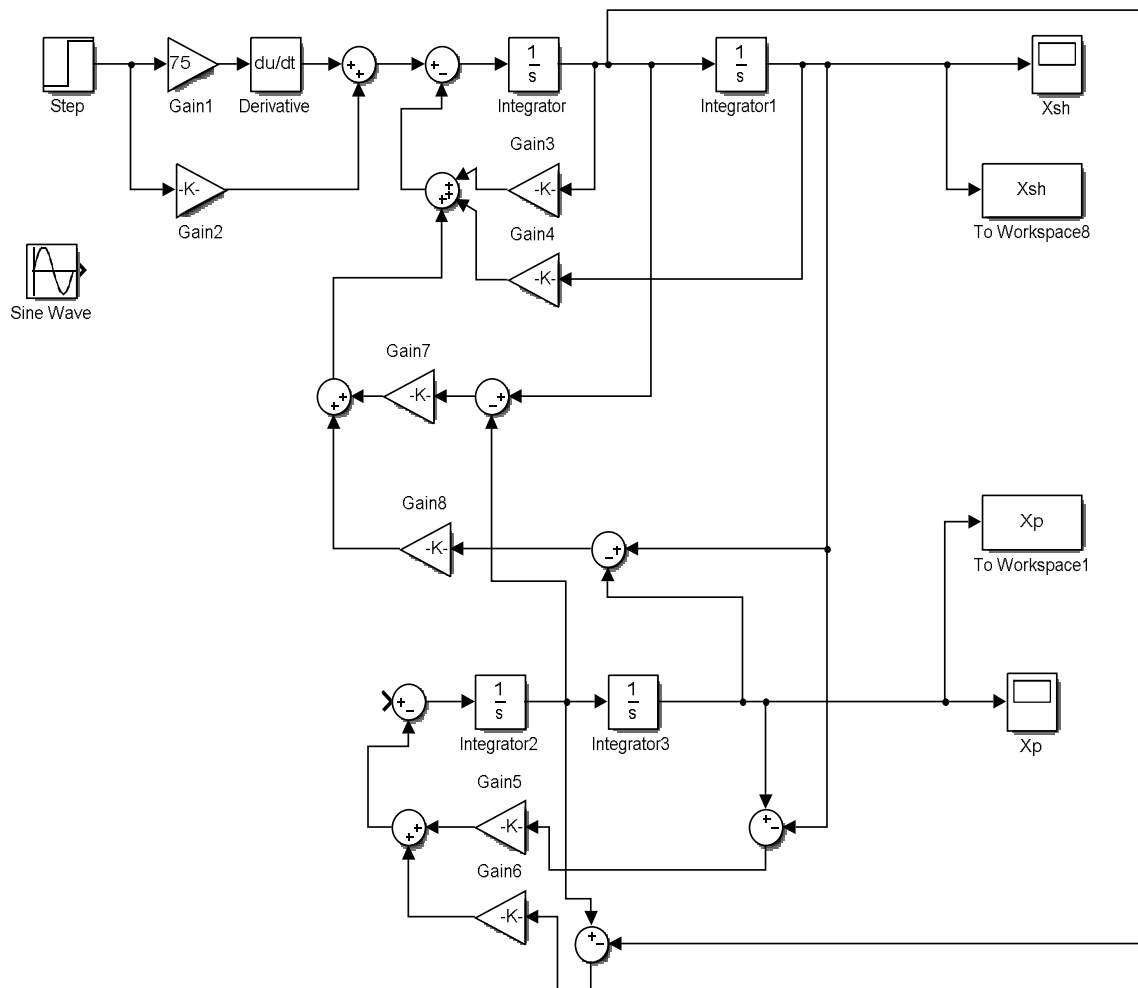 75
du/dt
1
s
1
s
Step
Gain1
Derivative
Integrator
Integrator1
Xsh
Gain3
-K-
-K-
Xsh
Gain2
Gain4
To Workspace8
-K-
Sine Wave
Gain7
-K-
Gain8
Xp
-K-
To Workspace1
1
s
1
s
Integrator2
Integrator3
Xp
Gain5
-K-
Gain6
-K-